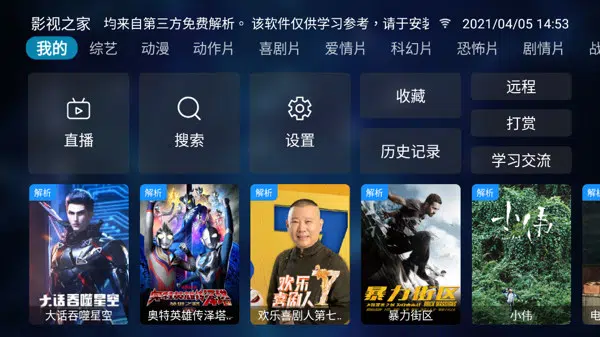 影视之家 均来自第三方免费解析。 该软件仅供学习参考，请于安装 2021/04/05 14:53
我的 综艺 动漫 动作片 喜剧片 爱情片 科幻片 恐怖片 剧情片 战
直播 搜索 设置 收藏 远程
历史记录 打赏
学习交流
解析 解析 解析 解析 解析
大话吞噬星空 欢乐喜剧人7 暴力街区 小伟
大话吞噬星空 奥特英雄传泽塔.. 欢乐喜剧人第七.. 暴力街区 小伟 电